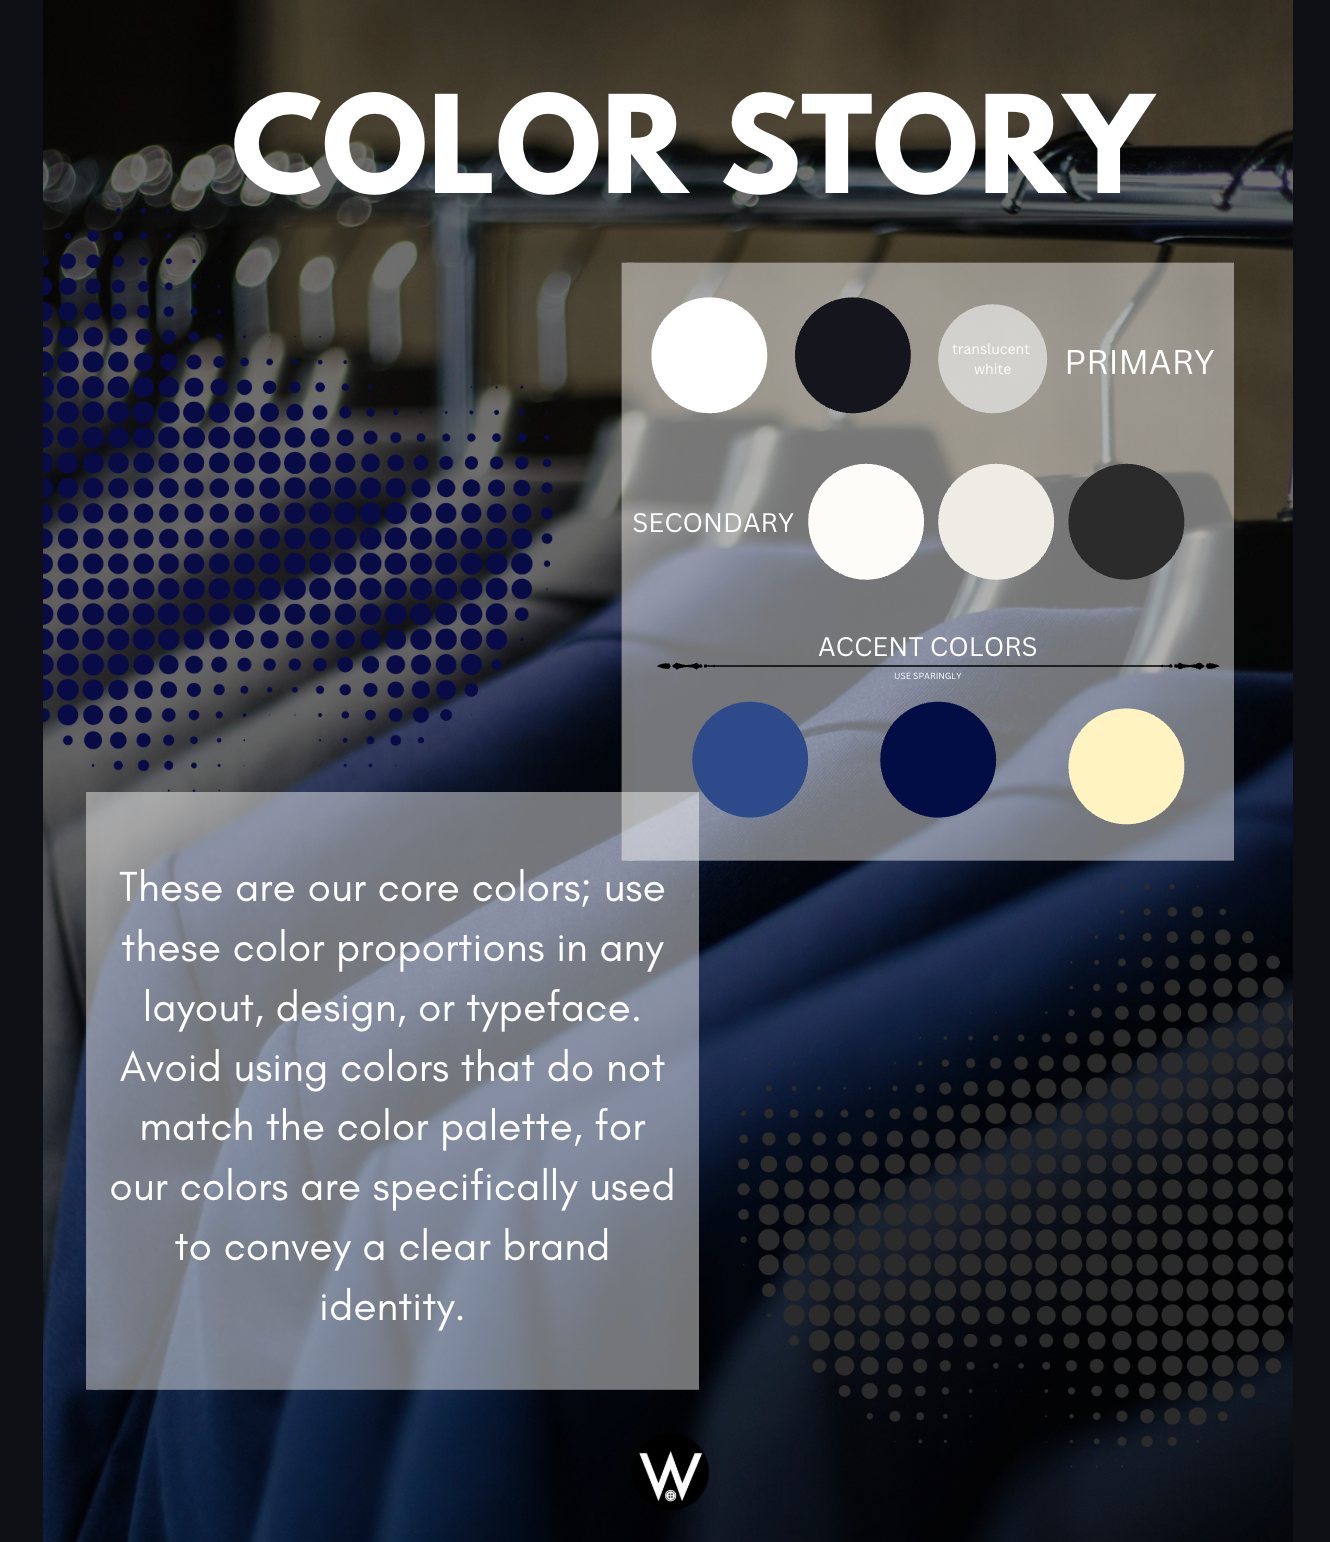 COLOR STORY
translucent
white
PRIMARY
SECONDARY
ACCENT COLORS
USE SPARINGLY
These are our core colors; use
these color proportions in any
layout, design, or typeface.
Avoid using colors that do not
match the color palette, for
our colors are specifically used
to convey a clear brand
identity.
W